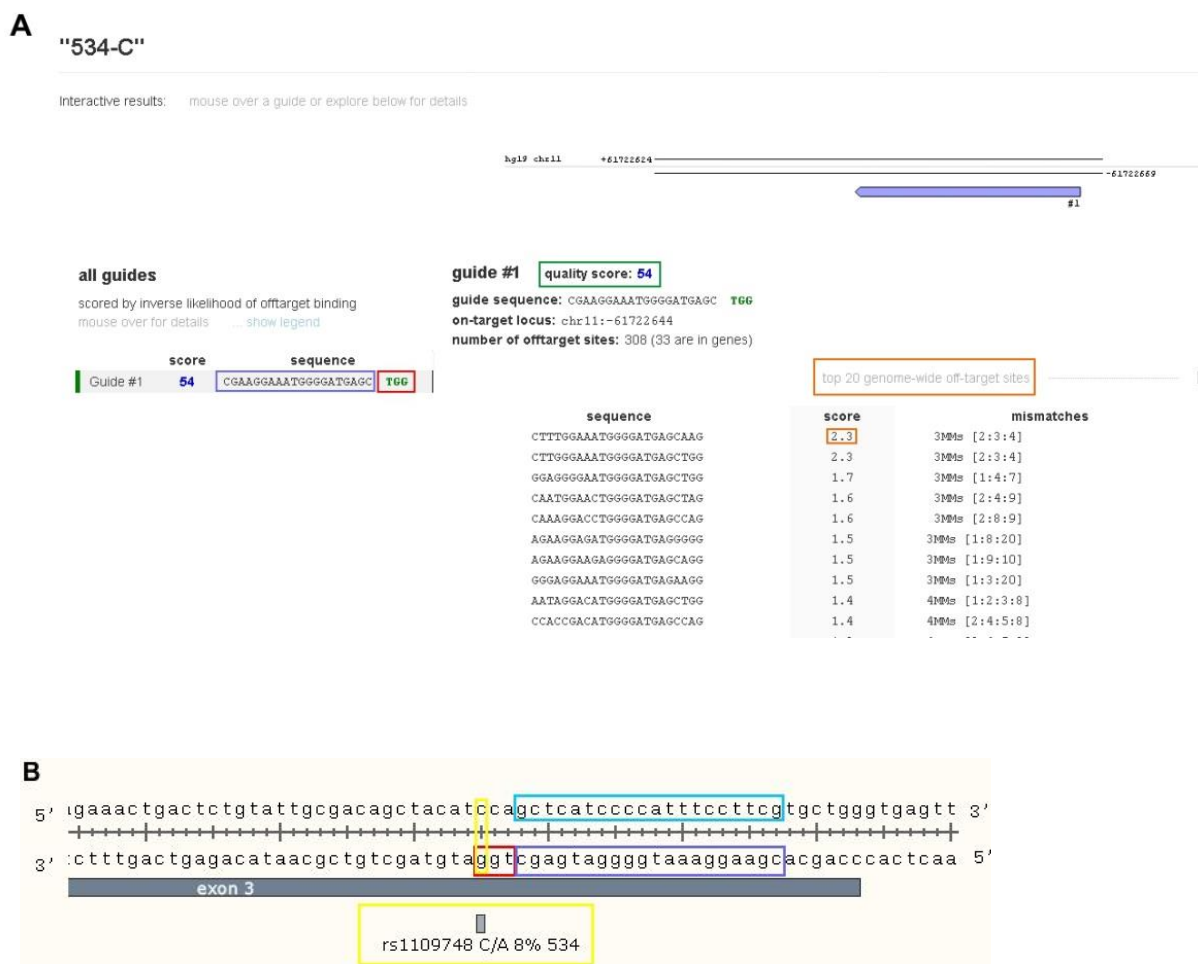 A
"534-C"
Interactive results: mouse over a guide or explore below for details
hg19 chr11 +61722624
-61722669
#1
all guides
scored by inverse likelihood of offtarget binding
mouse over for details ... show legend
score sequence
Guide #1 54 CGAAGGAAATGGGGATGAGC TGG
guide #1 quality score: 54
guide sequence: CGAAGGAAATGGGGATGAGC TGG
on-target locus: chr11:-61722644
number of offtarget sites: 308 (33 are in genes)
top 20 genome-wide off-target sites
sequence score mismatches
CTTTGGAAATGGGGATGAGCAAG 2.3 3MMs [2:3:4]
CTTGGGAAATGGGGATGAGCTGG 2.3 3MMs [2:3:4]
GGAGGGGAATGGGGATGAGCTGG 1.7 3MMs [1:4:7]
CAATGGAACTGGGGATGAGCTAG 1.6 3MMs [2:4:9]
CAAAGGACCTGGGGATGAGCCAG 1.6 3MMs [2:8:9]
AGAAGGAGATGGGGATGAGGGGG 1.5 3MMs [1:8:20]
AGAAGGAAGAGGGGATGAGCAGG 1.5 3MMs [1:9:10]
GGGAGGAAATGGGGATGAGAAGG 1.5 3MMs [1:3:20]
AATAGGACATGGGGATGAGCTGG 1.4 4MMs [1:2:3:8]
CCACCGACATGGGGATGAGCCAG 1.4 4MMs [2:4:5:8]
B
5' gaaactgactctgtattgcgacagctacatccagctcatccccatttccttcgtgctgggtgagtt 3'
3' ctttgactgagacataacgctgtcgatgtaggtcgagtaggggtaaaggaagcacgacccactcaa 5'
exon 3
rs1109748 C/A 8% 534